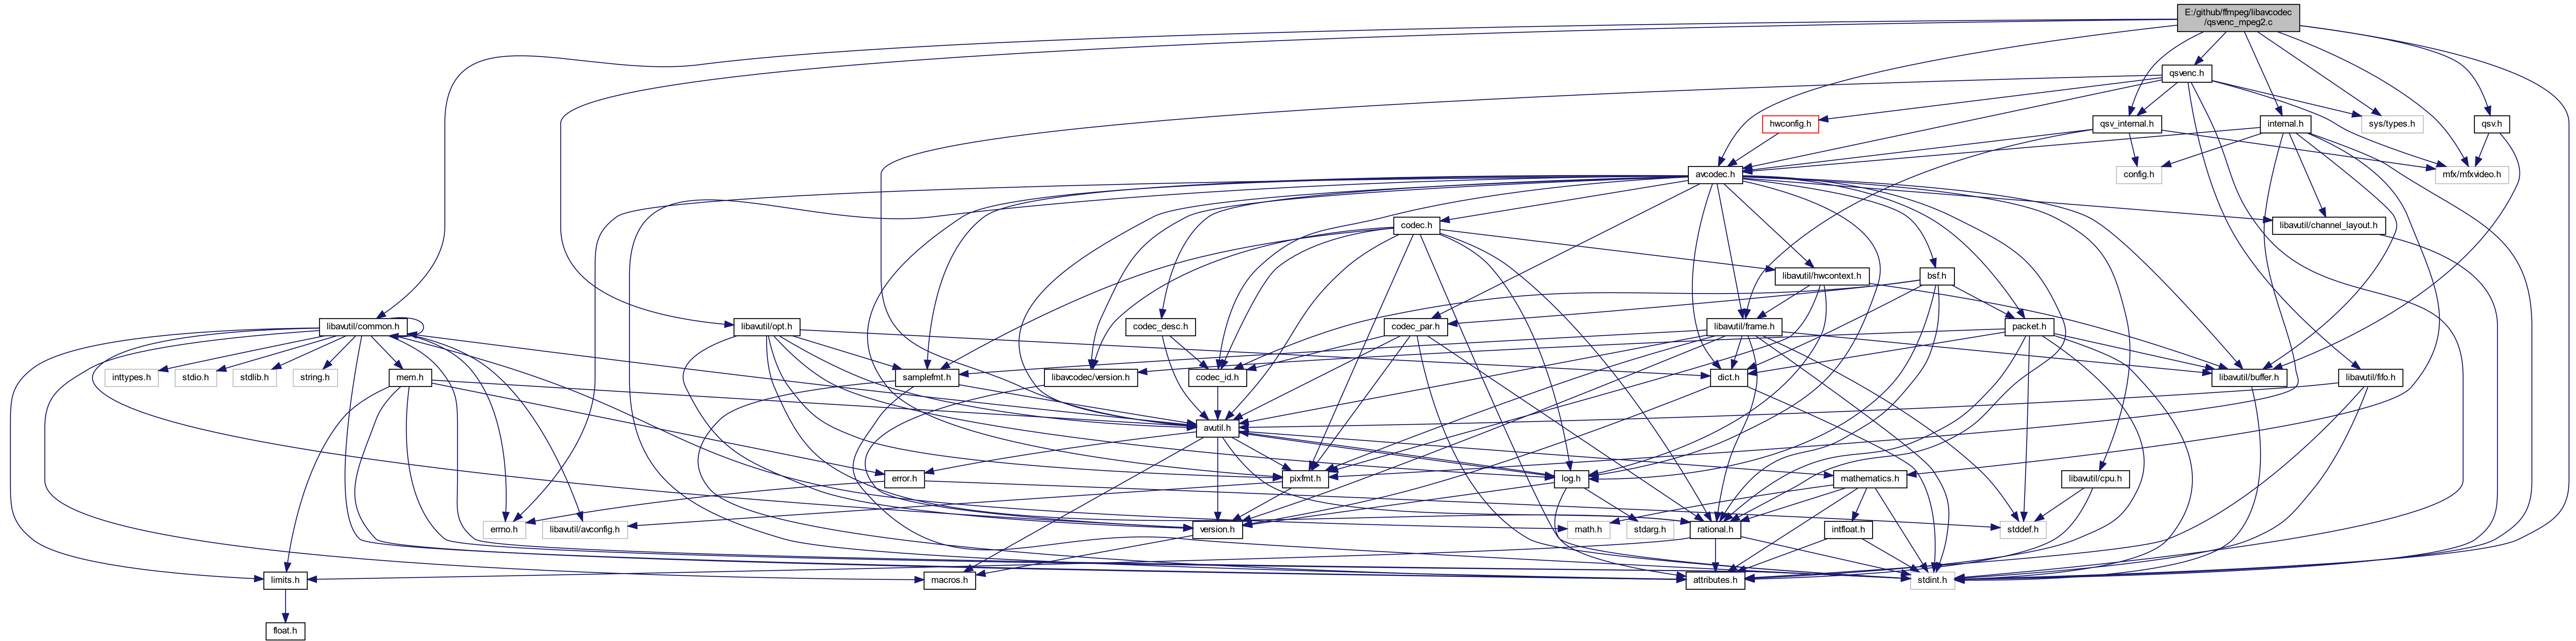 E:/github/ffmpeg/libavcodec
/qsvenc_mpeg2.c
qsvenc.h
hwconfig.h
qsv_internal.h
internal.h
sys/types.h
qsv.h
avcodec.h
config.h
mfx/mfxvideo.h
codec.h
libavutil/channel_layout.h
libavutil/hwcontext.h
bsf.h
libavutil/common.h
libavutil/opt.h
codec_desc.h
codec_par.h
libavutil/frame.h
packet.h
inttypes.h
stdio.h
stdlib.h
string.h
mem.h
samplefmt.h
libavcodec/version.h
codec_id.h
dict.h
libavutil/buffer.h
libavutil/fifo.h
avutil.h
error.h
pixfmt.h
log.h
mathematics.h
libavutil/cpu.h
errno.h
libavutil/avconfig.h
version.h
math.h
stdarg.h
rational.h
intfloat.h
stddef.h
limits.h
macros.h
attributes.h
stdint.h
float.h